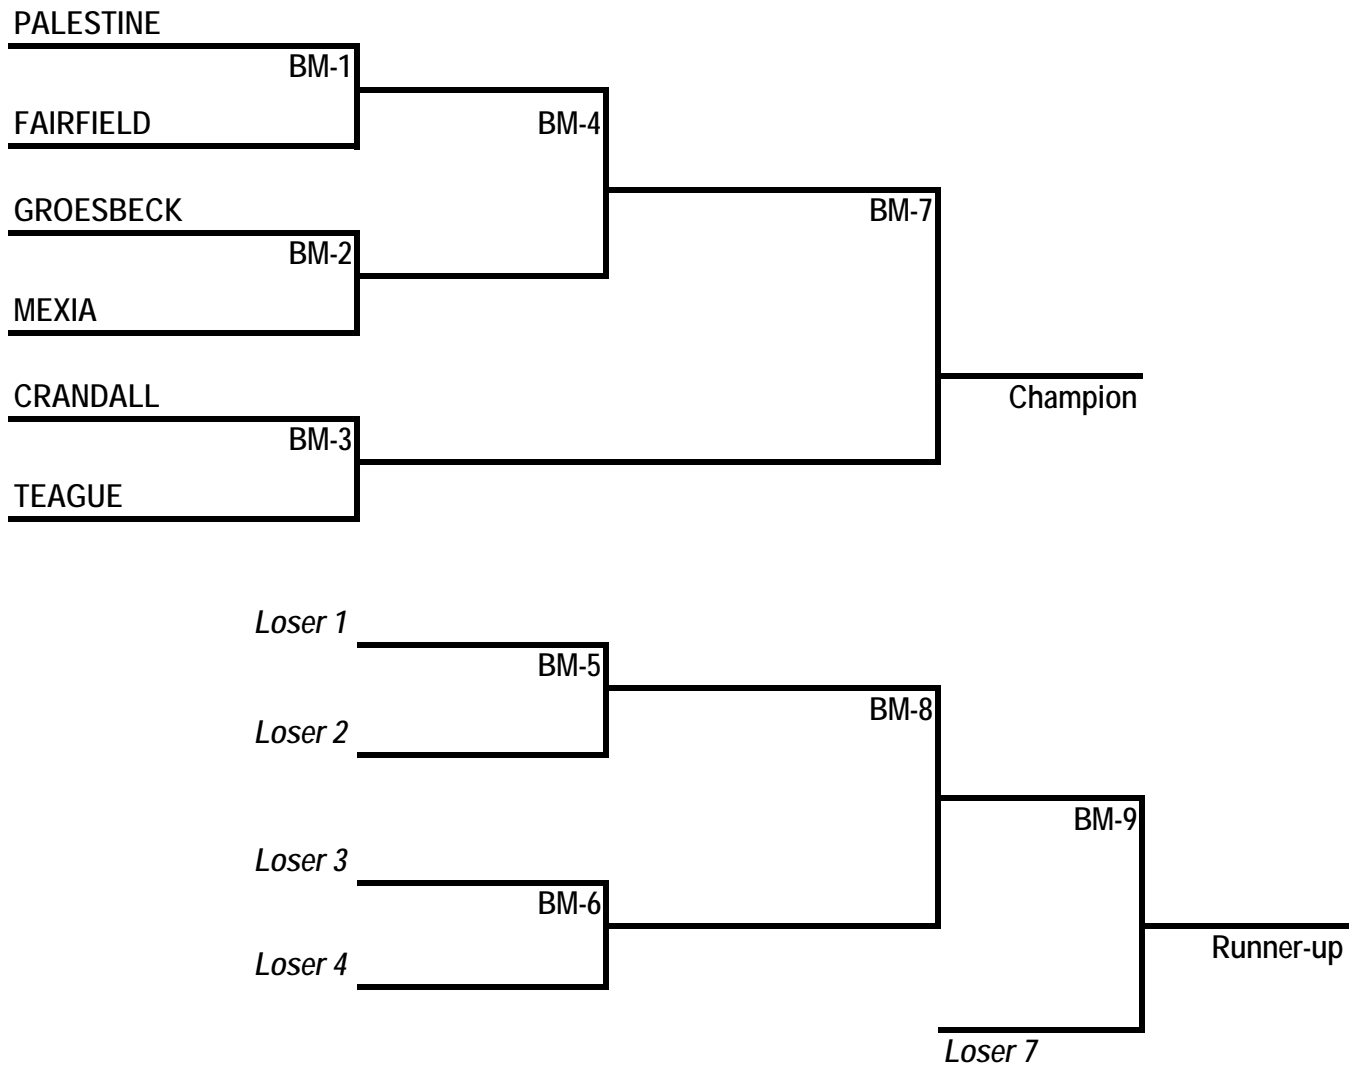 PALESTINE
BM-1
FAIRFIELD
BM-4
GROESBECK
BM-7
BM-2
MEXIA
CRANDALL
Champion
BM-3
TEAGUE
Loser 1
BM-5
BM-8
Loser 2
BM-9
Loser 3
BM-6
Runner-up
Loser 4
Loser 7